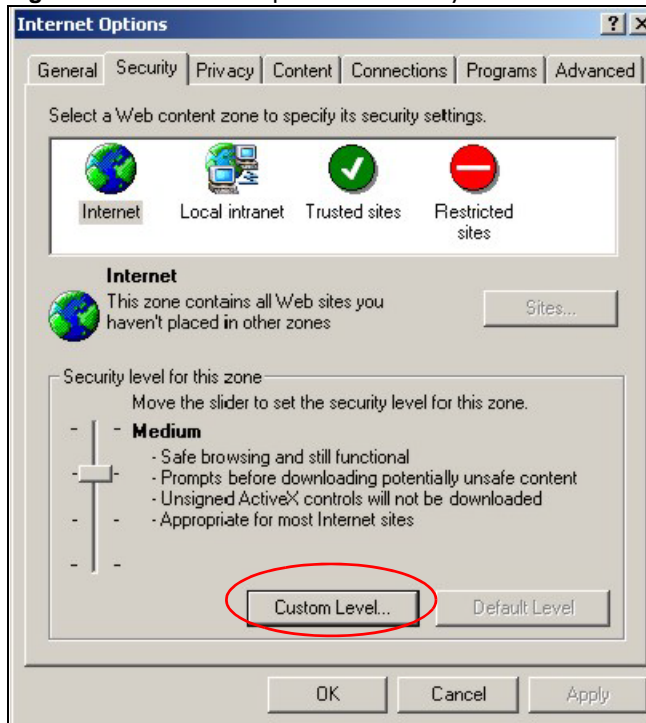 Internet Options
General Security Privacy Content Connections Programs Advanced
Select a Web content zone to specify its security settings.
Internet Local intranet Trusted sites Restricted sites
Internet
This zone contains all Web sites you
haven't placed in other zones
Sites...
Security level for this zone
Move the slider to set the security level for this zone.
Medium
- Safe browsing and still functional
- Prompts before downloading potentially unsafe content
- Unsigned ActiveX controls will not be downloaded
- Appropriate for most Internet sites
Custom Level... Default Level
OK Cancel Apply